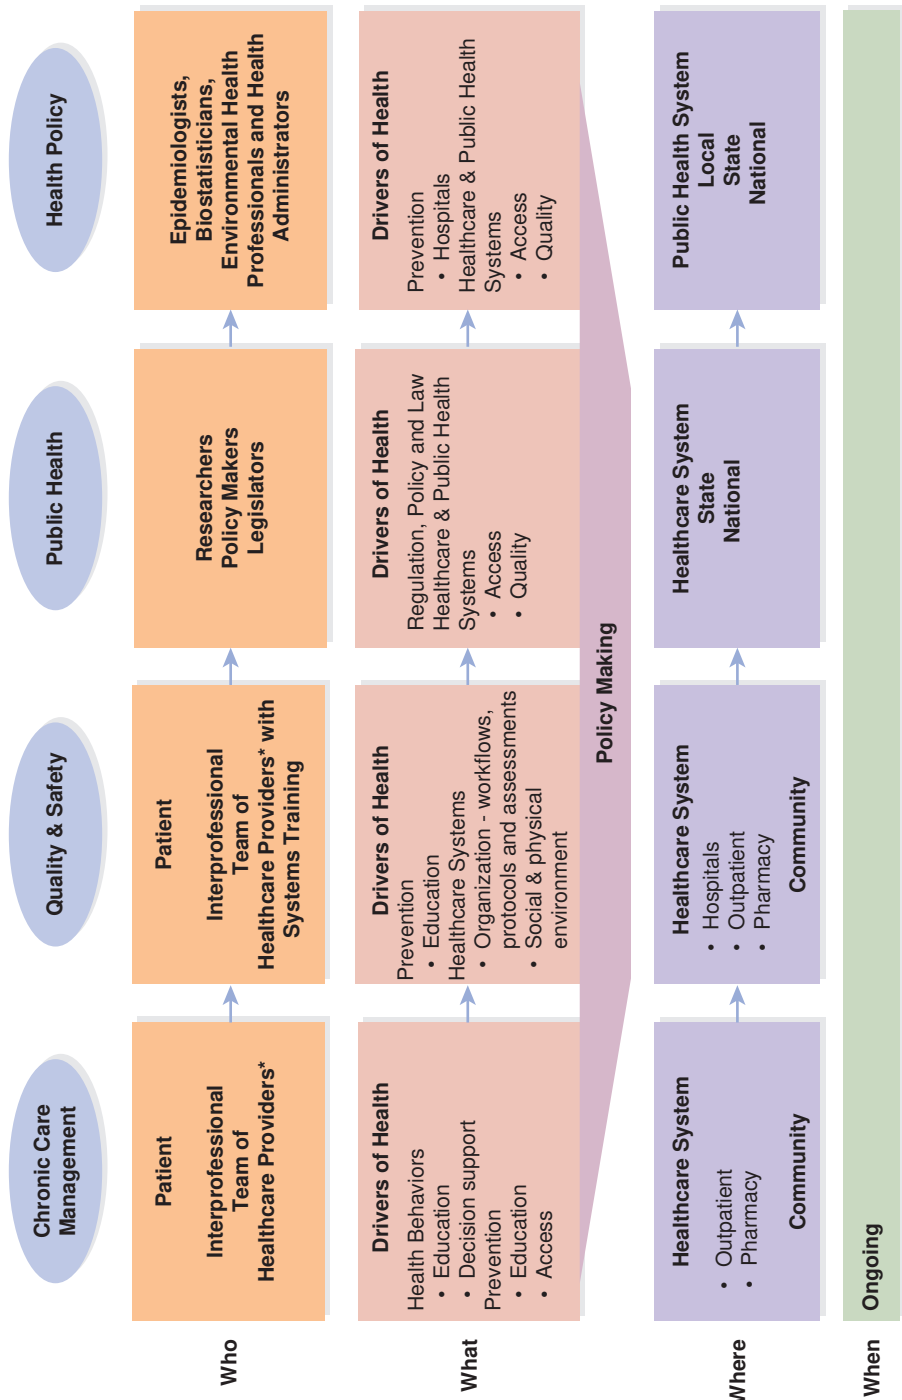 Chronic Care
Management
Quality & Safety
Public Health
Health Policy
Who
Patient
Interprofessional
Team of
Healthcare Providers*
Patient
Interprofessional
Team of
Healthcare Providers* with
Systems Training
Researchers
Policy Makers
Legislators
Epidemiologists,
Biostatisticians,
Environmental Health
Professionals and Health
Administrators
What
Drivers of Health
Health Behaviors
• Education
• Decision support
Prevention
• Education
• Access
Drivers of Health
Prevention
• Education
Healthcare Systems
• Organization - workflows,
protocols and assessments
• Social & physical
environment
Drivers of Health
Regulation, Policy and Law
Healthcare & Public Health
Systems
• Access
• Quality
Drivers of Health
Prevention
• Hospitals
Healthcare & Public Health
Systems
• Access
• Quality
Policy Making
Where
Healthcare System
• Outpatient
• Pharmacy
Community
Healthcare System
• Hospitals
• Outpatient
• Pharmacy
Community
Healthcare System
State
National
Public Health System
Local
State
National
When
Ongoing